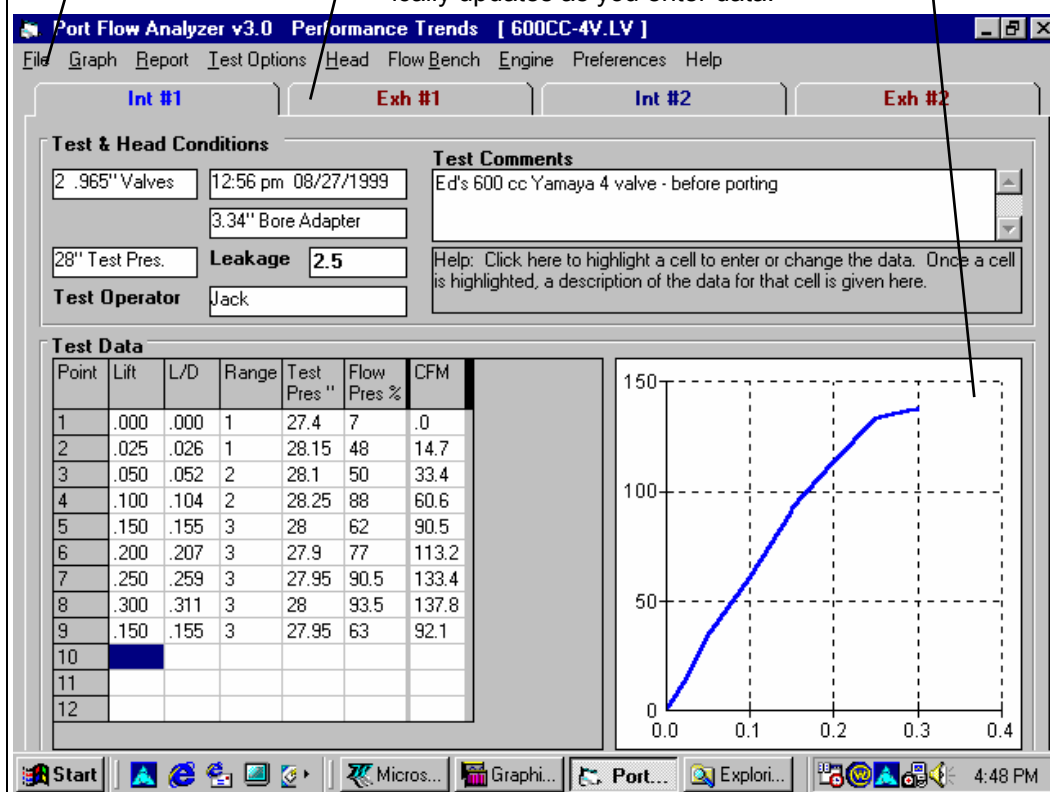 ically updates as you enter data.
Port Flow Analyzer v3.0 Performance Trends [ 600CC-4V.LV ]
File Graph Report Test Options Head Flow Bench Engine Preferences Help
Int #1 Exh #1 Int #2 Exh #2
Test & Head Conditions
Test Comments
2 .965" Valves 12:56 pm 08/27/1999
Ed's 600 cc Yamaya 4 valve - before porting
3.34" Bore Adapter
28" Test Pres. Leakage 2.5
Help: Click here to highlight a cell to enter or change the data. Once a cell
is highlighted, a description of the data for that cell is given here.
Test Operator Jack
Test Data
Point Lift L/D Range Test Pres " Flow Pres % CFM
1 .000 .000 1 27.4 7 .0
2 .025 .026 1 28.15 48 14.7
3 .050 .052 2 28.1 50 33.4
4 .100 .104 2 28.25 88 60.6
5 .150 .155 3 28 62 90.5
6 .200 .207 3 27.9 77 113.2
7 .250 .259 3 27.95 90.5 133.4
8 .300 .311 3 28 93.5 137.8
9 .150 .155 3 27.95 63 92.1
10
11
12
150
100
50
0
0.0 0.1 0.2 0.3 0.4
Start Micros... Graphi... Port... Explori... 4:48 PM